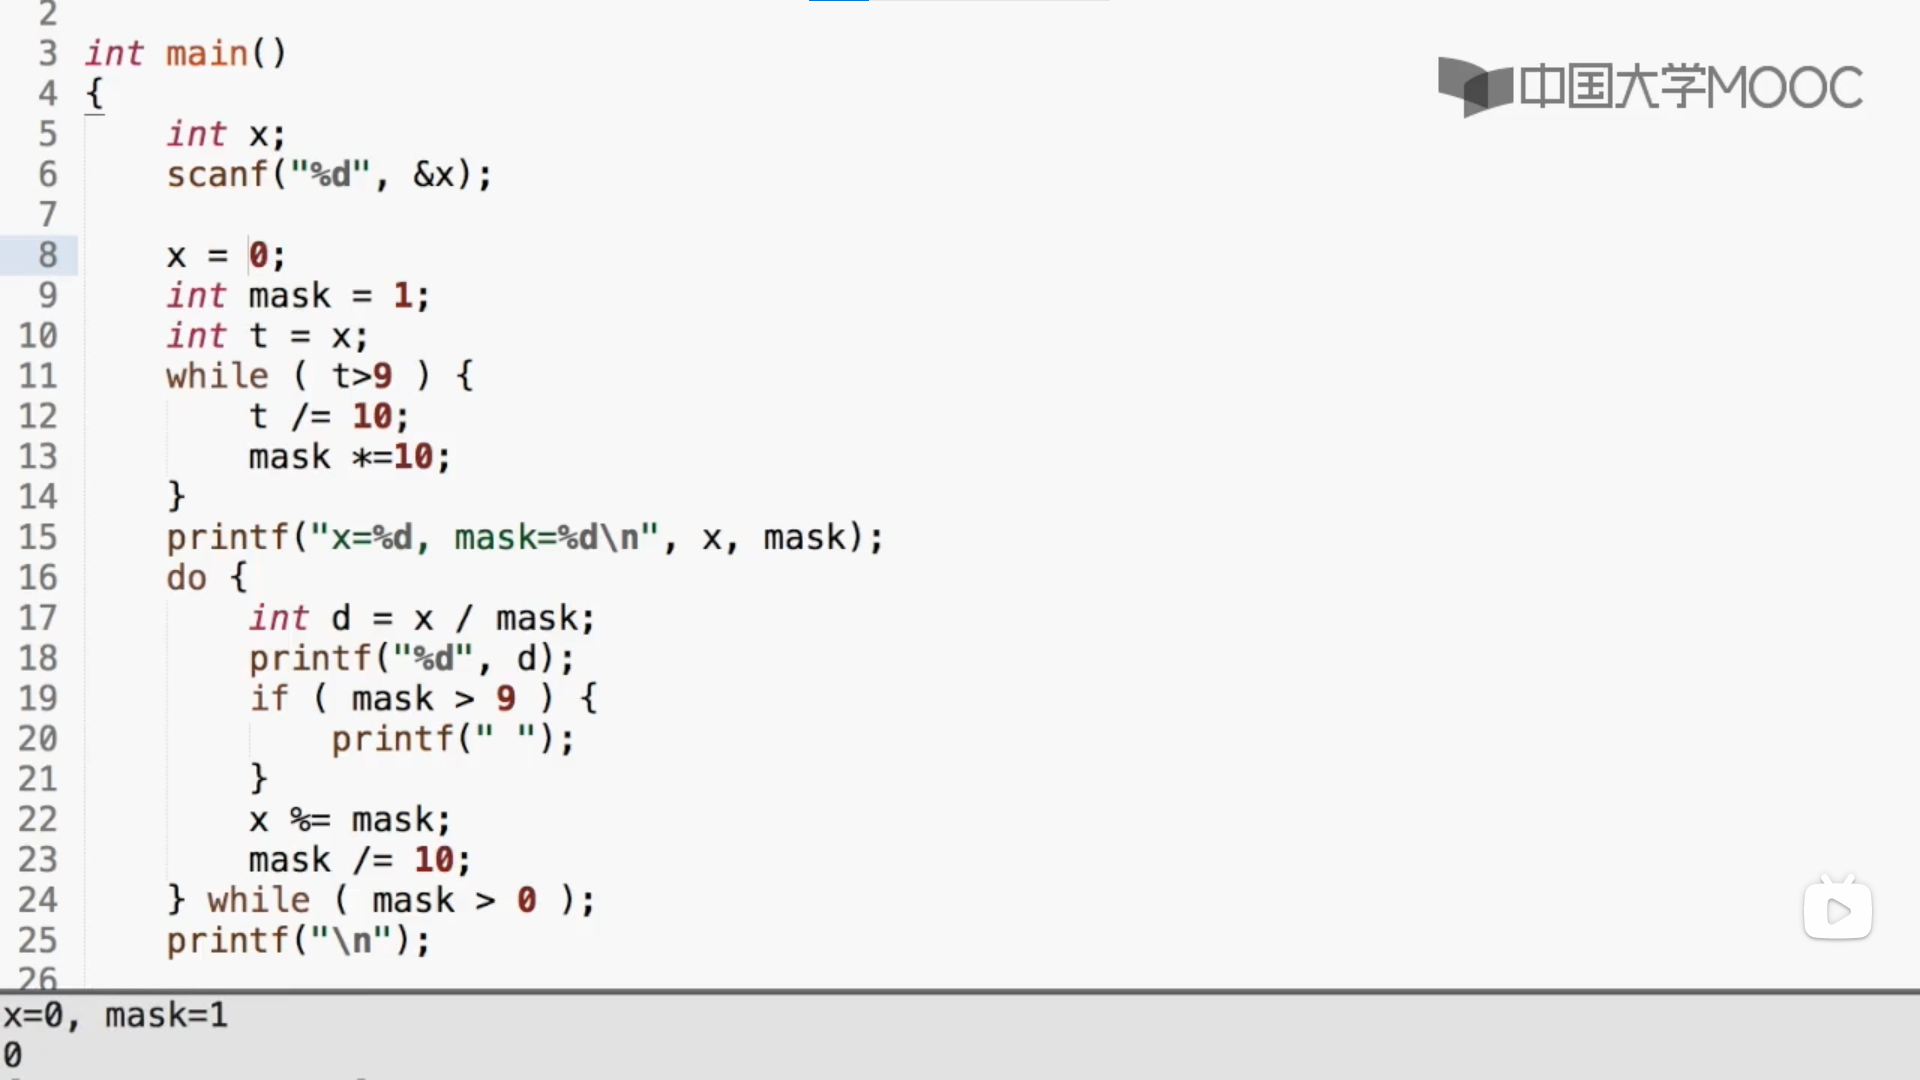 2
3 int main()
4 {
5 int x;
6 scanf("%d", &x);
7
8 x = 0;
9 int mask = 1;
10 int t = x;
11 while ( t>9 ) {
12 t /= 10;
13 mask *=10;
14 }
15 printf("x=%d, mask=%d\n", x, mask);
16 do {
17 int d = x / mask;
18 printf("%d", d);
19 if ( mask > 9 ) {
20 printf(" ");
21 }
22 x %= mask;
23 mask /= 10;
24 } while ( mask > 0 );
25 printf("\n");
26
x=0, mask=1
0
中国大学MOOC